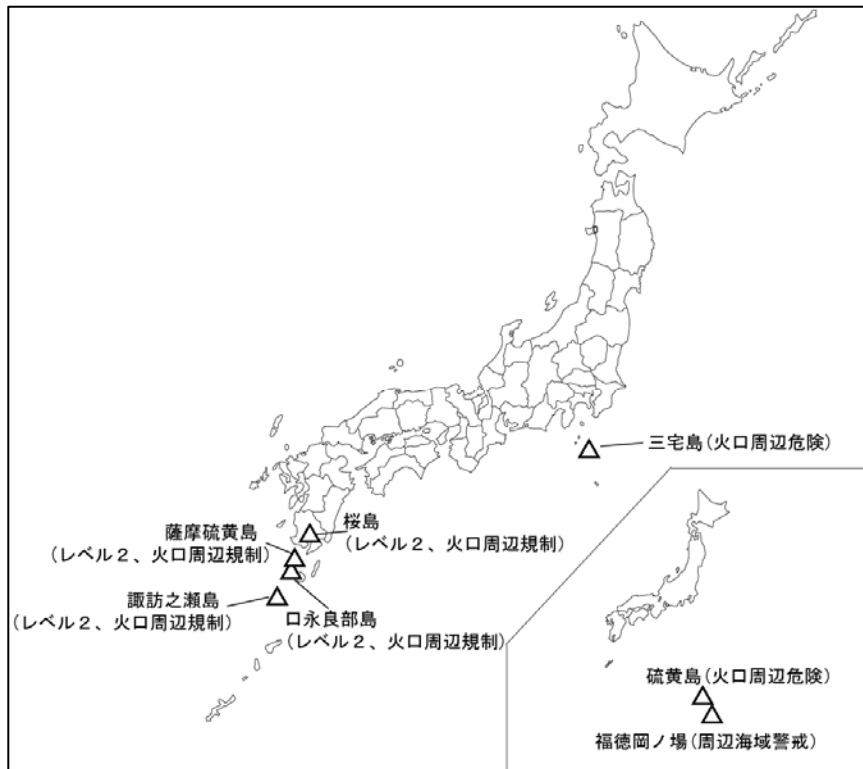 三宅島(火口周辺危険)
桜島
(レベル2、火口周辺規制)
薩摩硫黄島
(レベル2、火口周辺規制)
諏訪之瀬島
(レベル2、火口周辺規制)
口永良部島
(レベル2、火口周辺規制)
硫黄島(火口周辺危険)
福徳岡ノ場(周辺海域警戒)